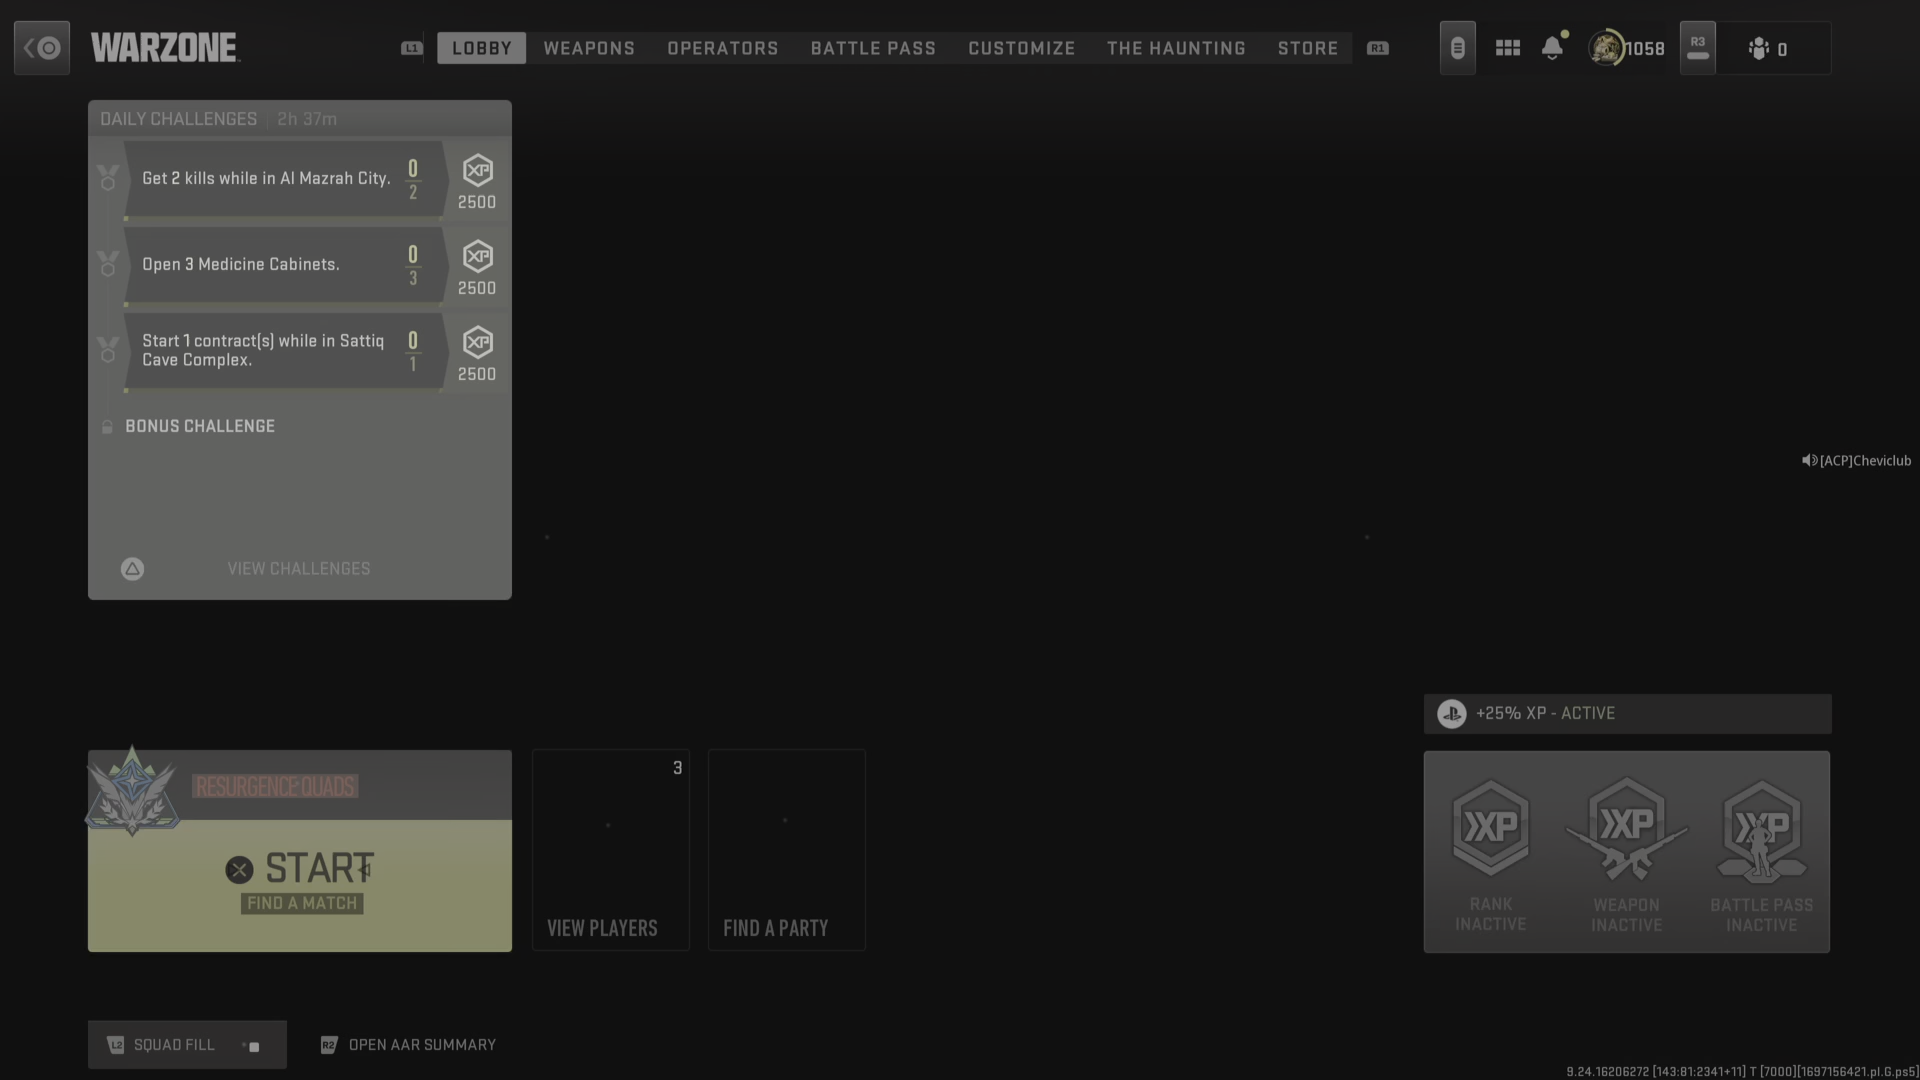 WARZONE
L1 LOBBY WEAPONS OPERATORS BATTLE PASS CUSTOMIZE THE HAUNTING STORE R1
1058
R3
0
DAILY CHALLENGES 2h 37m
Get 2 kills while in Al Mazrah City.
0
2
XP
2500
Open 3 Medicine Cabinets.
0
3
XP
2500
Start 1 contract(s) while in Sattiq
Cave Complex.
0
1
XP
2500
BONUS CHALLENGE
VIEW CHALLENGES
[ACP]Cheviclub
+25% XP - ACTIVE
RESURGENCE QUADS
START
FIND A MATCH
3
VIEW PLAYERS
FIND A PARTY
XP
RANK
INACTIVE
XP
WEAPON
INACTIVE
XP
BATTLE PASS
INACTIVE
L2 SQUAD FILL
R2 OPEN AAR SUMMARY
9.24.16206272 [143:81:2341+11] T [7000][1697156421.pl.G.ps5]